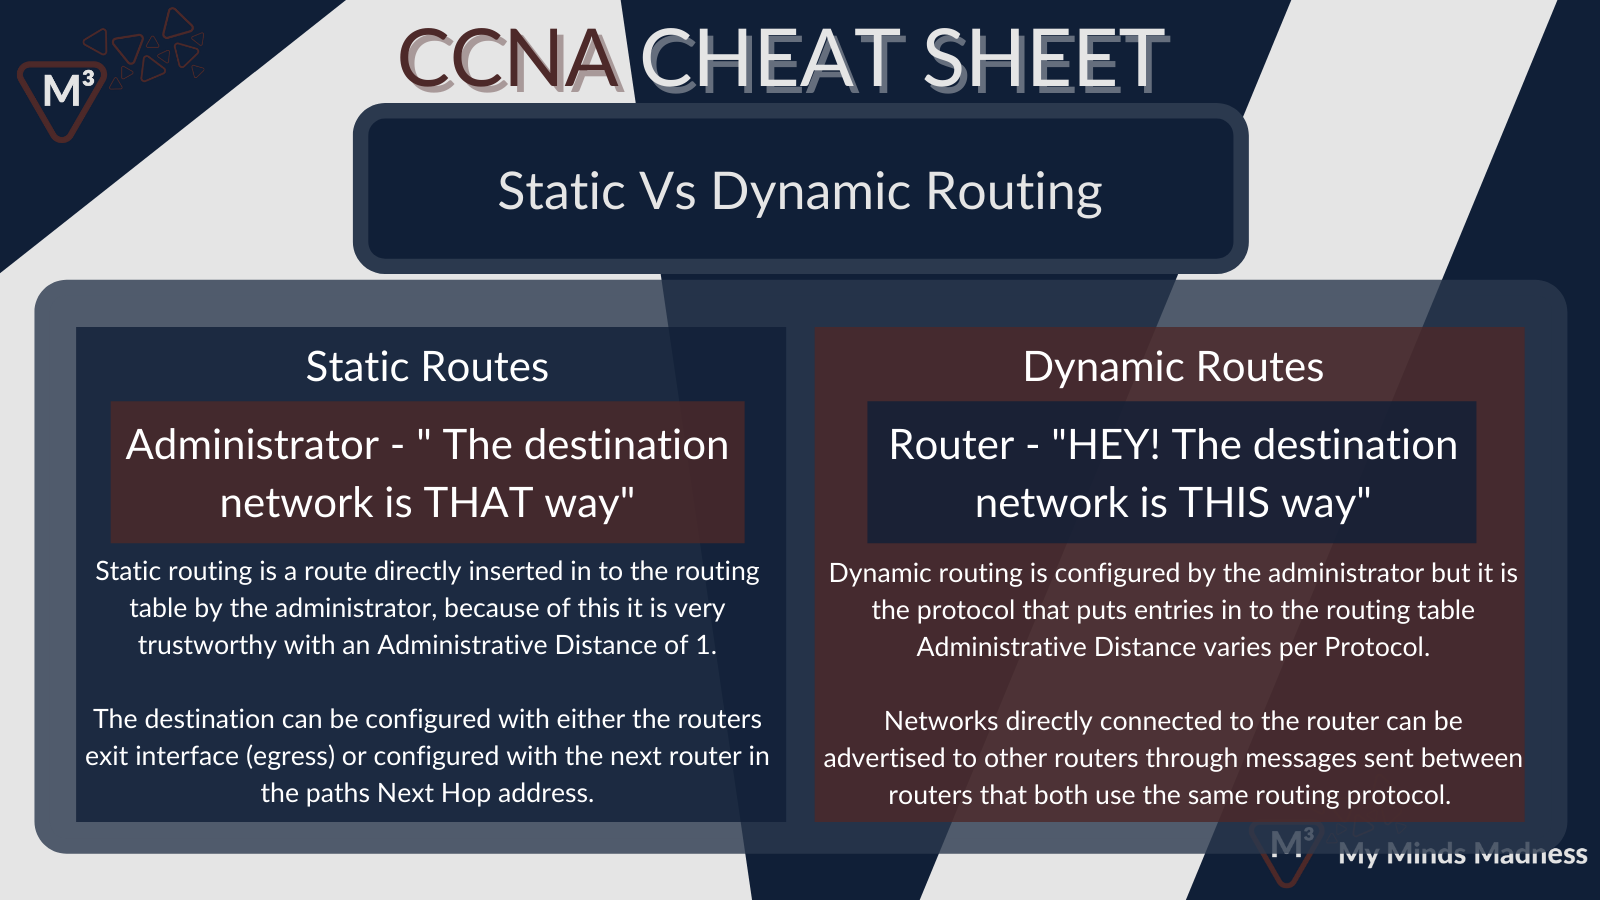 M³
CCNA CHEAT SHEET
Static Vs Dynamic Routing
Static Routes
Administrator - " The destination
network is THAT way"
Static routing is a route directly inserted in to the routing
table by the administrator, because of this it is very
trustworthy with an Administrative Distance of 1.
The destination can be configured with either the routers
exit interface (egress) or configured with the next router in
the paths Next Hop address.
Dynamic Routes
Router - "HEY! The destination
network is THIS way"
Dynamic routing is configured by the administrator but it is
the protocol that puts entries in to the routing table
Administrative Distance varies per Protocol.
Networks directly connected to the router can be
advertised to other routers through messages sent between
routers that both use the same routing protocol.
M³
My Minds Madness